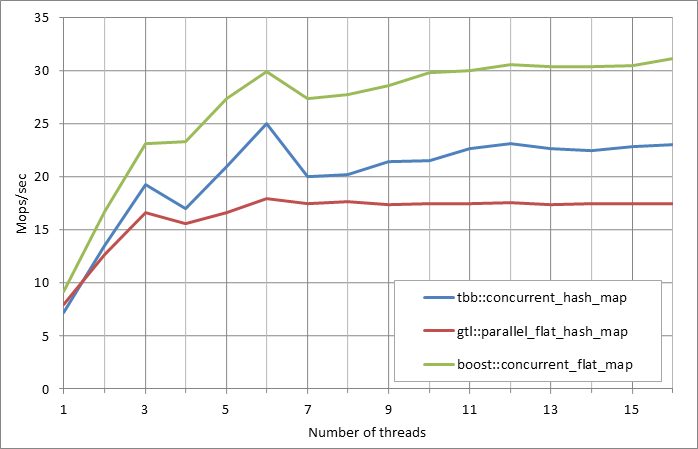 35
30
25
20
15
10
5
0
Mops/sec
tbb::concurrent_hash_map
gtl::parallel_flat_hash_map
boost::concurrent_flat_map
1 3 5 7 9 11 13 15
Number of threads